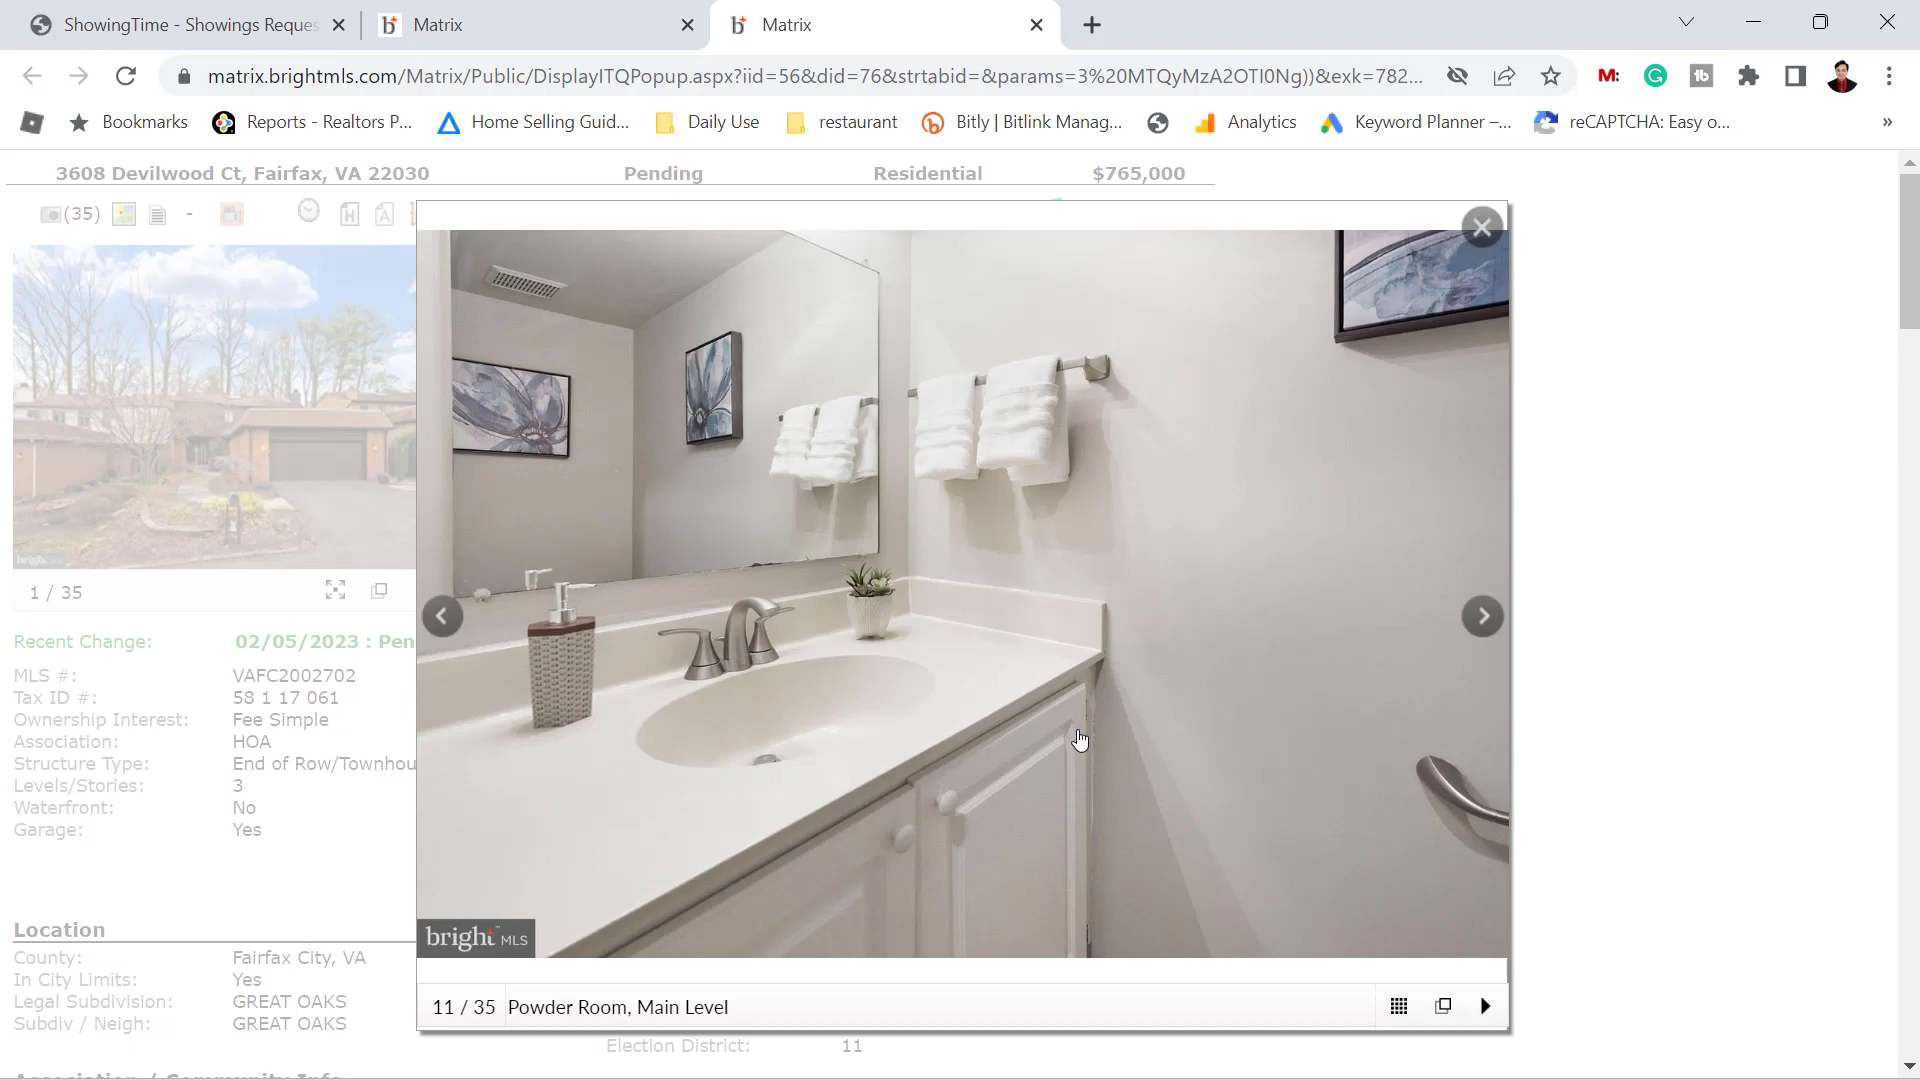 ShowingTime - Showings Reques
Matrix
Matrix
matrix.brightmls.com/Matrix/Public/DisplayITQPopup.aspx?iid=56&did=76&strtabid=&params=3%20MTQyMzA2OTI0Ng))&exk=782...
Bookmarks
Reports - Realtors P...
Home Selling Guid...
Daily Use
restaurant
Bitly | Bitlink Manag...
Analytics
Keyword Planner –...
reCAPTCHA: Easy o...
»
3608 Devilwood Ct, Fairfax, VA 22030 Pending Residential $765,000
(35) - H A
1 / 35
Recent Change: 02/05/2023 : Pen
MLS #: VAFC2002702
Tax ID #: 58 1 17 061
Ownership Interest: Fee Simple
Association: HOA
Structure Type: End of Row/Townhou
Levels/Stories: 3
Waterfront: No
Garage: Yes
Location
County: Fairfax City, VA
In City Limits: Yes
Legal Subdivision: GREAT OAKS
Subdiv / Neigh: GREAT OAKS
bright MLS
11 / 35 Powder Room, Main Level
Election District: 11